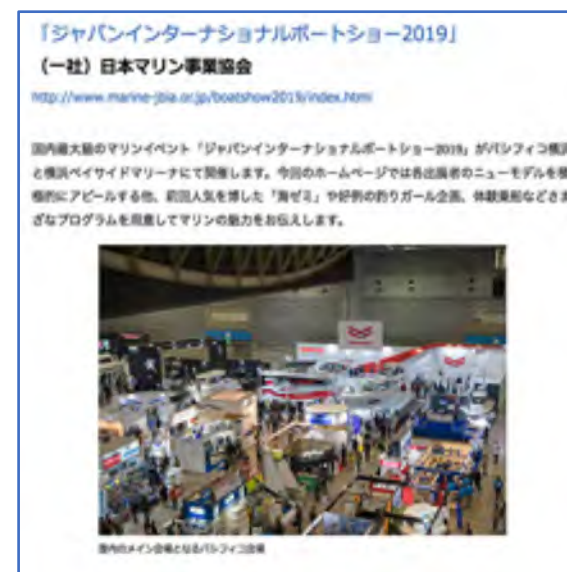 「ジャパンインターナショナルボートショー2019」
（一社）日本マリン事業協会
http://www.marine-jbia.or.jp/boatshow2019/index.html
国内最大級のマリンイベント「ジャパンインターナショナルボートショー2019」がパシフィコ横浜
と横浜ベイサイドマリーナにて開催します。今回のホームページでは各出展者のニューモデルを積
極的にアピールする他、前回人気を博した「海ゼミ」や好例の釣りガール企画、体験乗船などさま
ざなプログラムを用意してマリンの魅力をお伝えします。
屋内のメイン会場となるパシフィコ会場